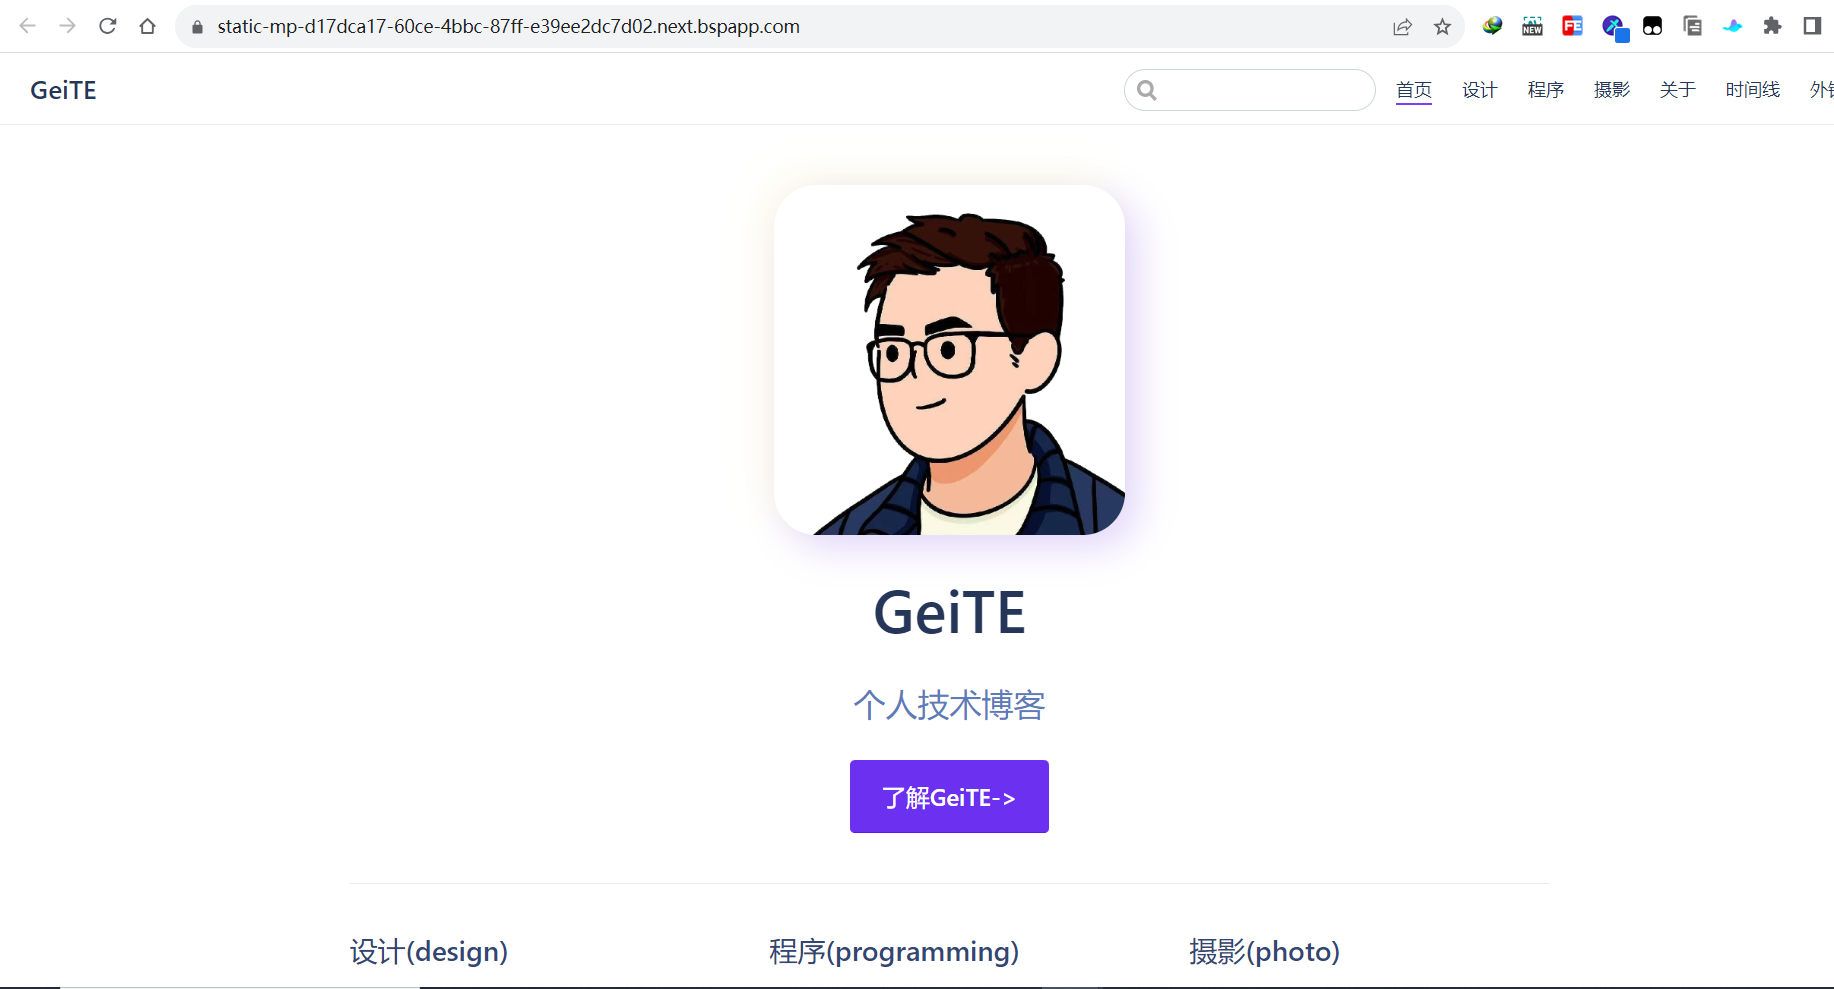 static-mp-d17dca17-60ce-4bbc-87ff-e39ee2dc7d02.next.bspapp.com
NEW
FE
GeiTE
首页 设计 程序 摄影 关于 时间线 外
GeiTE
个人技术博客
了解GeiTE->
设计(design) 程序(programming) 摄影(photo)